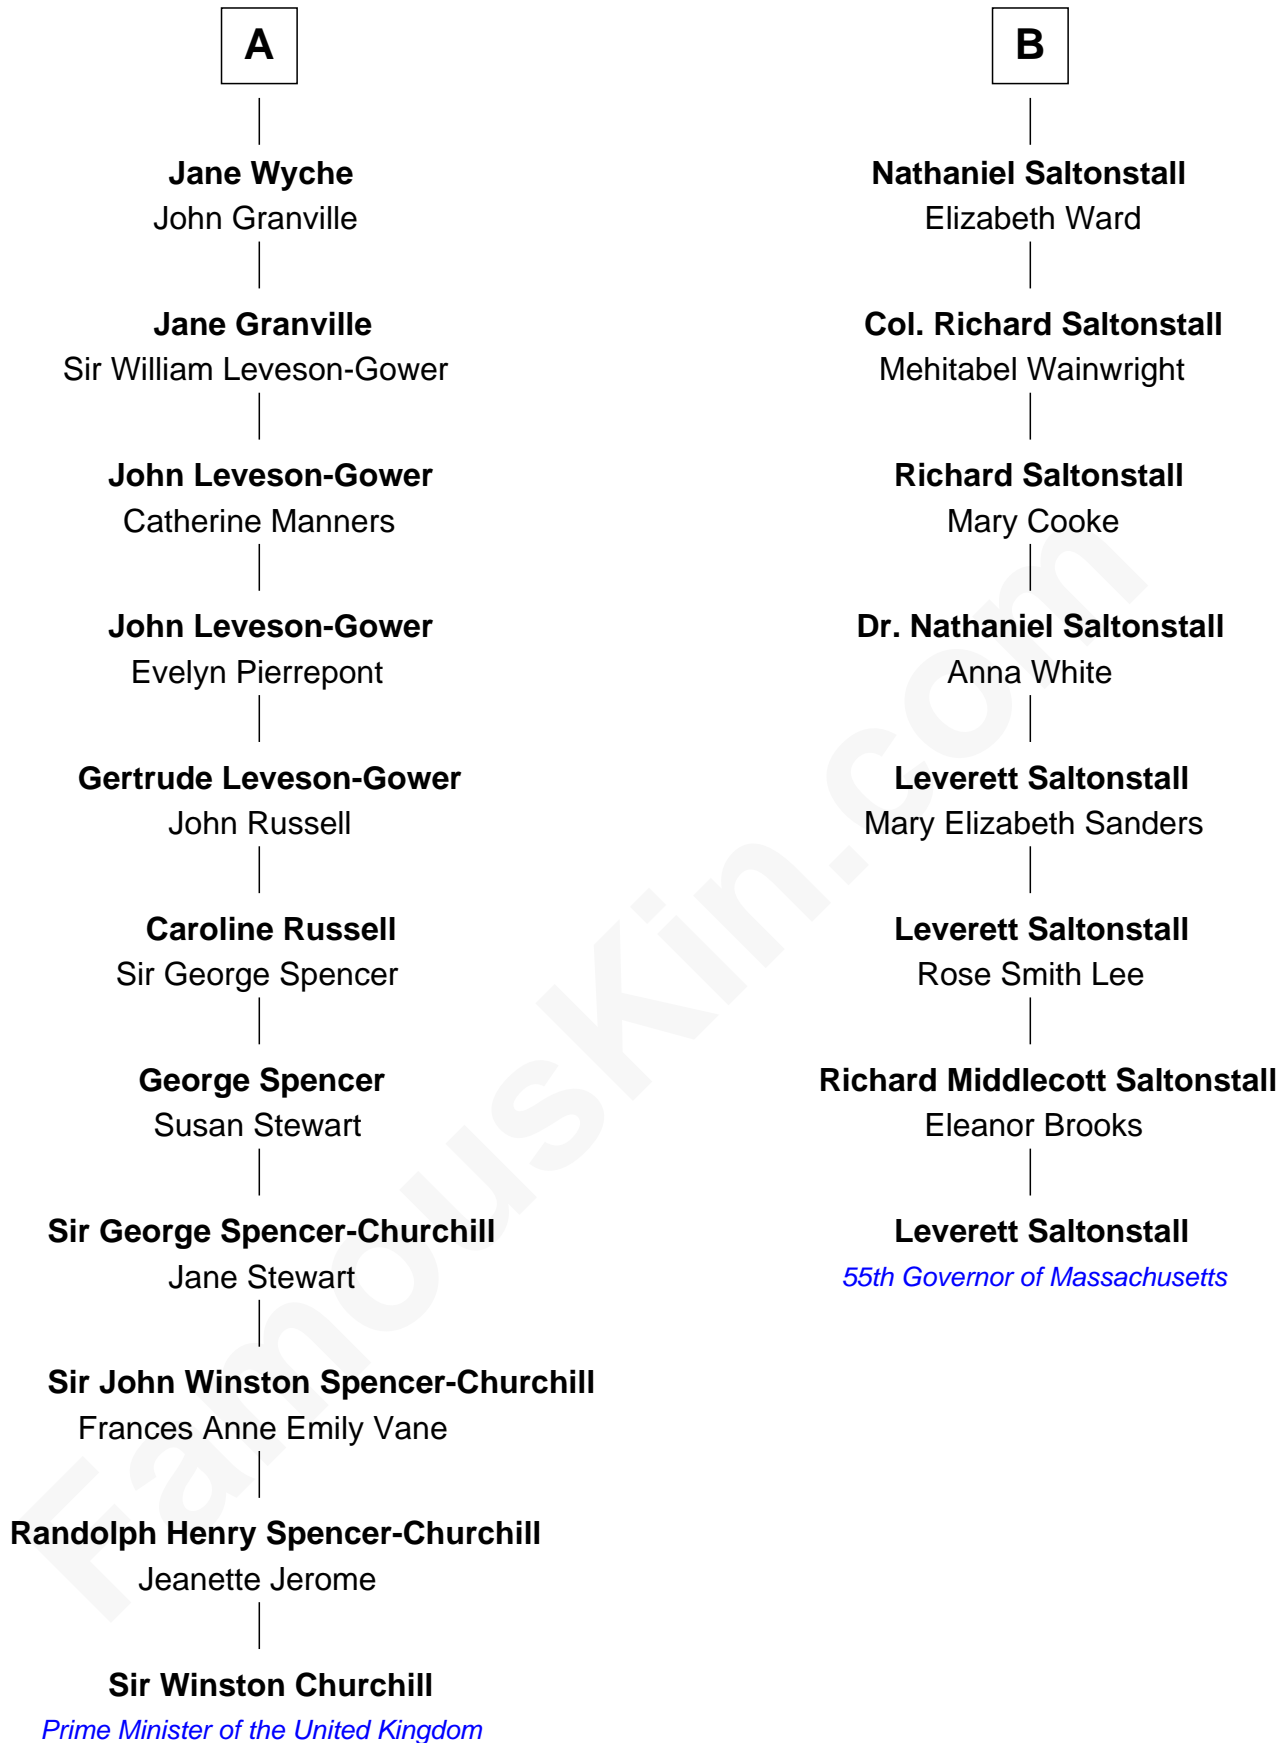 A
Jane Wyche
John Granville
Jane Granville
Sir William Leveson-Gower
John Leveson-Gower
Catherine Manners
John Leveson-Gower
Evelyn Pierrepont
Gertrude Leveson-Gower
John Russell
Caroline Russell
Sir George Spencer
George Spencer
Susan Stewart
Sir George Spencer-Churchill
Jane Stewart
Sir John Winston Spencer-Churchill
Frances Anne Emily Vane
Randolph Henry Spencer-Churchill
Jeanette Jerome
Sir Winston Churchill
Prime Minister of the United Kingdom
B
Nathaniel Saltonstall
Elizabeth Ward
Col. Richard Saltonstall
Mehitabel Wainwright
Richard Saltonstall
Mary Cooke
Dr. Nathaniel Saltonstall
Anna White
Leverett Saltonstall
Mary Elizabeth Sanders
Leverett Saltonstall
Rose Smith Lee
Richard Middlecott Saltonstall
Eleanor Brooks
Leverett Saltonstall
55th Governor of Massachusetts
FamousKin.com